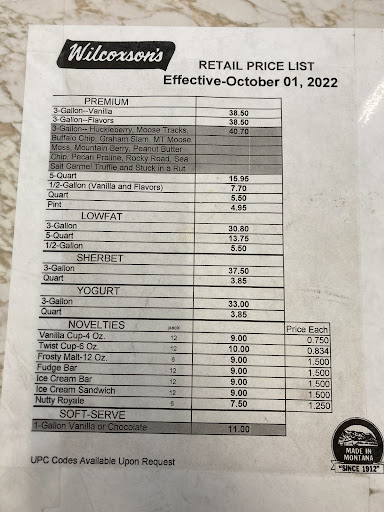 Wilcoxson's
RETAIL PRICE LIST
Effective-October 01, 2022
PREMIUM
3-Gallon--Vanilla 38.50
3-Gallon--Flavors 38.50
3-Gallon-- Huckleberry, Moose Tracks, 40.70
Buffalo Chip, Graham Slam, MT Moose
Moss, Mountain Berry, Peanut Butter
Chip, Pecan Praline, Rocky Road, Sea
Salt Carmel Truffle and Stuck in a Rut
5-Quart 15.95
1/2-Gallon (Vanilla and Flavors) 7.70
Quart 5.50
Pint 4.95
LOWFAT
3-Gallon 30.80
5-Quart 13.75
1/2-Gallon 5.50
SHERBET
3-Gallon 37.50
Quart 3.85
YOGURT
3-Gallon 33.00
Quart 3.85
NOVELTIES pack Price Each
Vanilla Cup-4 Oz. 12 9.00 0.750
Twist Cup-6 Oz. 12 10.00 0.834
Frosty Malt-12 Oz. 6 9.00 1.500
Fudge Bar 12 9.00 1.500
Ice Cream Bar 12 9.00 1.500
Ice Cream Sandwich 12 9.00 1.500
Nutty Royale 6 7.50 1.250
SOFT-SERVE
1-Gallon Vanilla or Chocolate 11.00
UPC Codes Available Upon Request
MADE IN
MONTANA
"SINCE 1912"